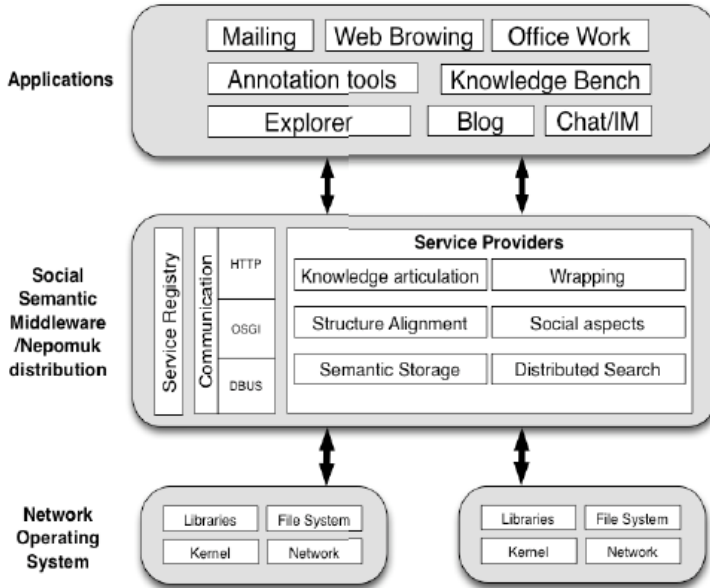 Applications
Mailing
Web Browing
Office Work
Annotation tools
Knowledge Bench
Explorer
Blog
Chat/IM
Social
Semantic
Middleware
/Nepomuk
distribution
Service Registry
Communication
HTTP
OSGI
DBUS
Service Providers
Knowledge articulation
Wrapping
Structure Alignment
Social aspects
Semantic Storage
Distributed Search
Network
Operating
System
Libraries
File System
Kernel
Network
Libraries
File System
Kernel
Network